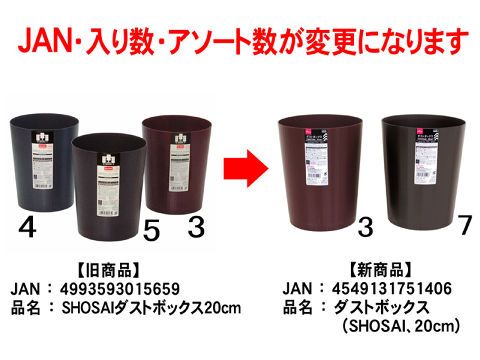 JAN・入り数・アソート数が変更になります
4
5
3
3
7
【旧商品】
JAN : 4993593015659
品名 : SHOSAIダストボックス20cm
【新商品】
JAN : 4549131751406
品名 : ダストボックス
(SHOSAI、20cm)